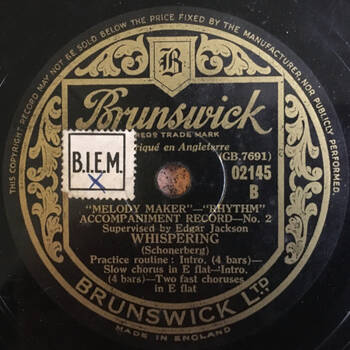 THIS COPYRIGHT RECORD MAY NOT BE SOLD BELOW THE PRICE FIXED BY THE MANUFACTURER, NOR PUBLICLY PERFORMED.
B
Brunswick
REGD TRADE MARK
riqué en Angleterre
(GB.7691)
B.I.E.M.
X
02145
B
"MELODY MAKER"—"RHYTHM"
ACCOMPANIMENT RECORD—No. 2
Supervised by Edgar Jackson
WHISPERING
(Schonerberg)
Practice routine : Intro. (4 bars)—
Slow chorus in E flat—Intro.
(4 bars)—Two fast choruses
in E flat
BRUNSWICK LTD.
MADE IN ENGLAND